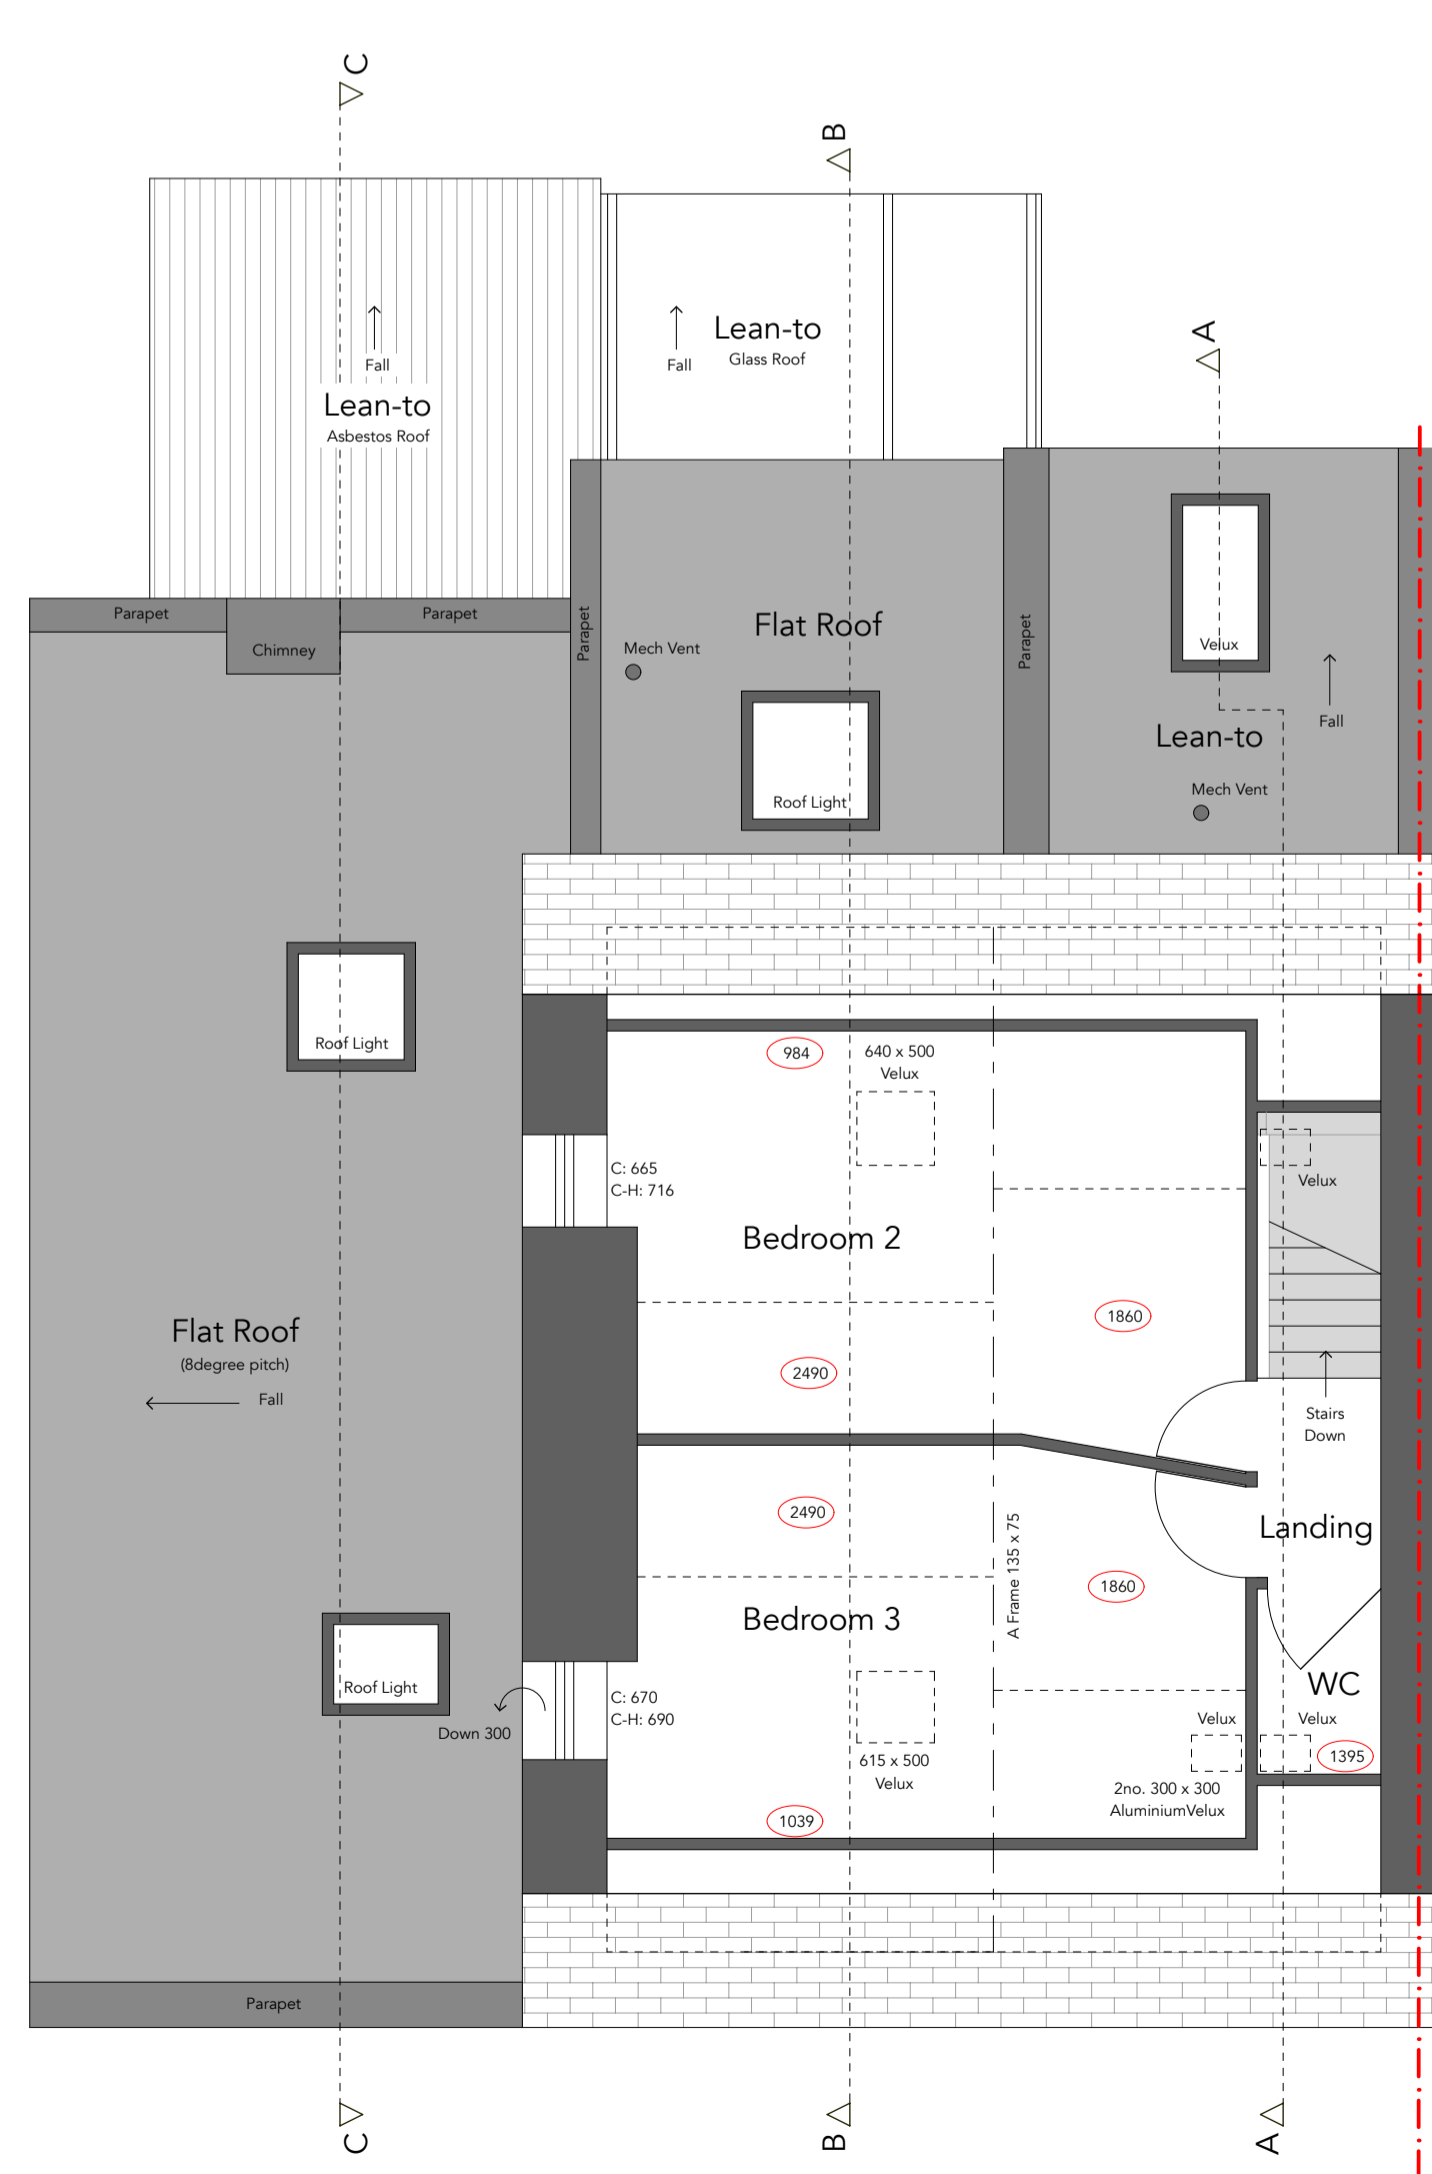 C
B
A
Fall
Lean-to
Asbestos Roof
Fall
Lean-to
Glass Roof
Parapet
Chimney
Parapet
Parapet
Flat Roof
Mech Vent
Roof Light
Parapet
Velux
Fall
Lean-to
Mech Vent
Roof Light
984
640 x 500
Velux
C: 665
C-H: 716
Velux
Bedroom 2
1860
Flat Roof
(8degree pitch)
Fall
2490
Stairs
Down
2490
Landing
A Frame 135 x 75
1860
Bedroom 3
Roof Light
Down 300
C: 670
C-H: 690
WC
Velux
Velux
615 x 500
Velux
1395
2no. 300 x 300
AluminiumVelux
1039
Parapet
C
B
A